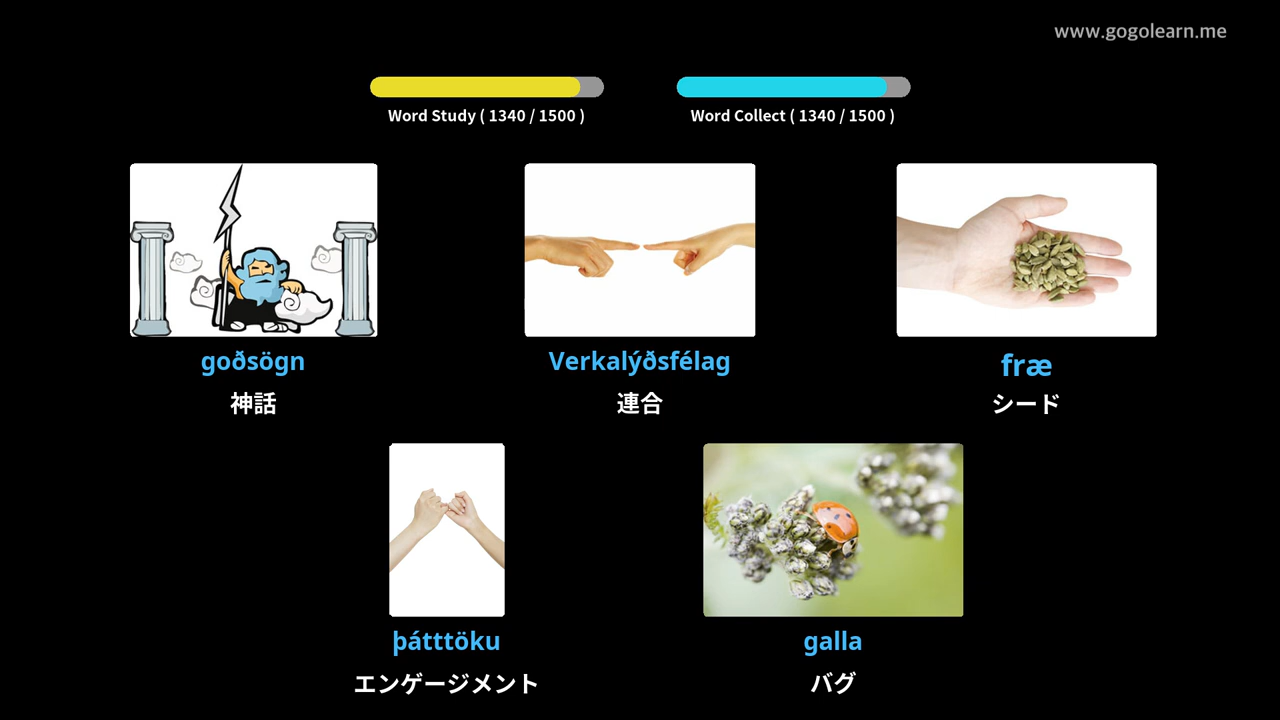 www.gogolearn.me
Word Study ( 1340 / 1500 )
Word Collect ( 1340 / 1500 )
goðsögn
Verkalýðsfélag
fræ
神話
連合
シード
þátttöku
galla
エンゲージメント
バグ